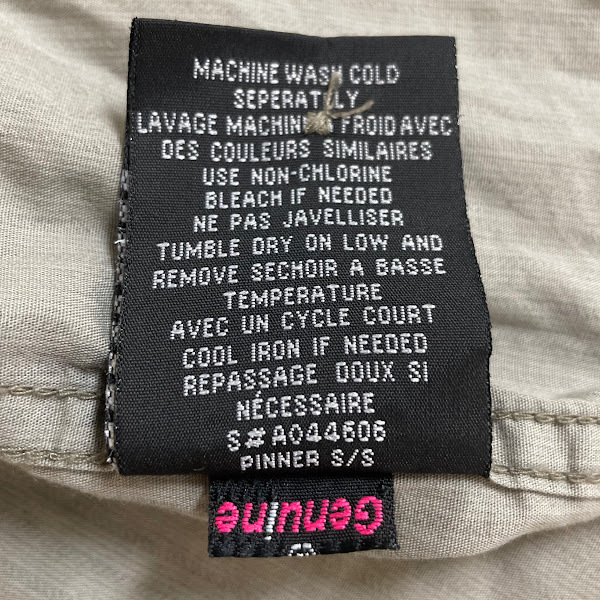 MACHINE WASH COLD
SEPERATELY
LAVAGE MACHINE A FROID AVEC
DES COULEURS SIMILAIRES
USE NON-CHLORINE
BLEACH IF NEEDED
NE PAS JAVELLISER
TUMBLE DRY ON LOW AND
REMOVE SECHOIR A BASSE
TEMPERATURE
AVEC UN CYCLE COURT
COOL IRON IF NEEDED
REPASSAGE DOUX SI
NÉCESSAIRE
S#A044606
PINNER S/S
Genuine